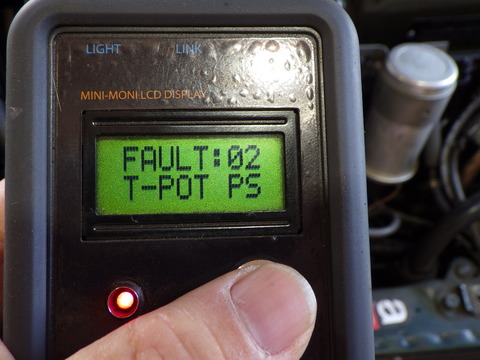 LIGHT LINK
MINI-MONI LCD DISPLAY
FAULT:02
T-POT PS